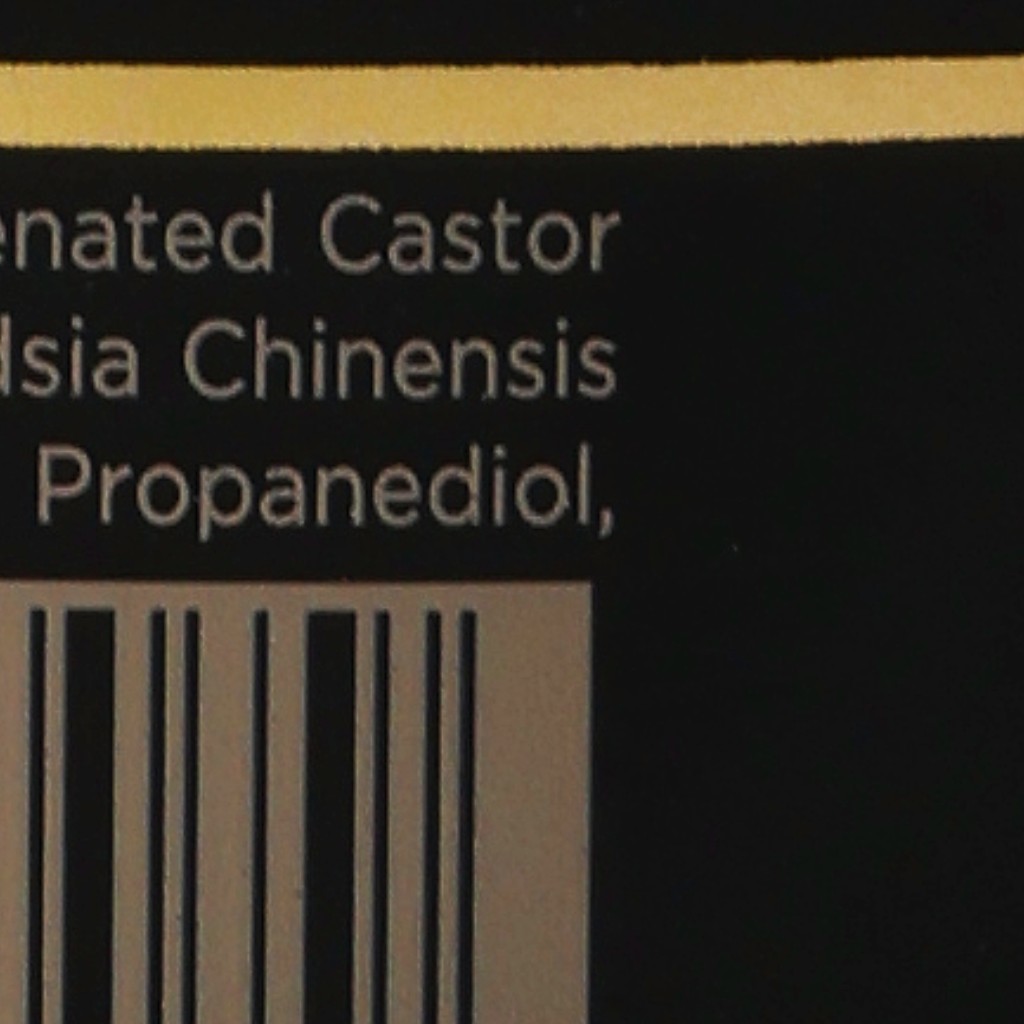 enated Castor
dsia Chinensis
Propanediol,